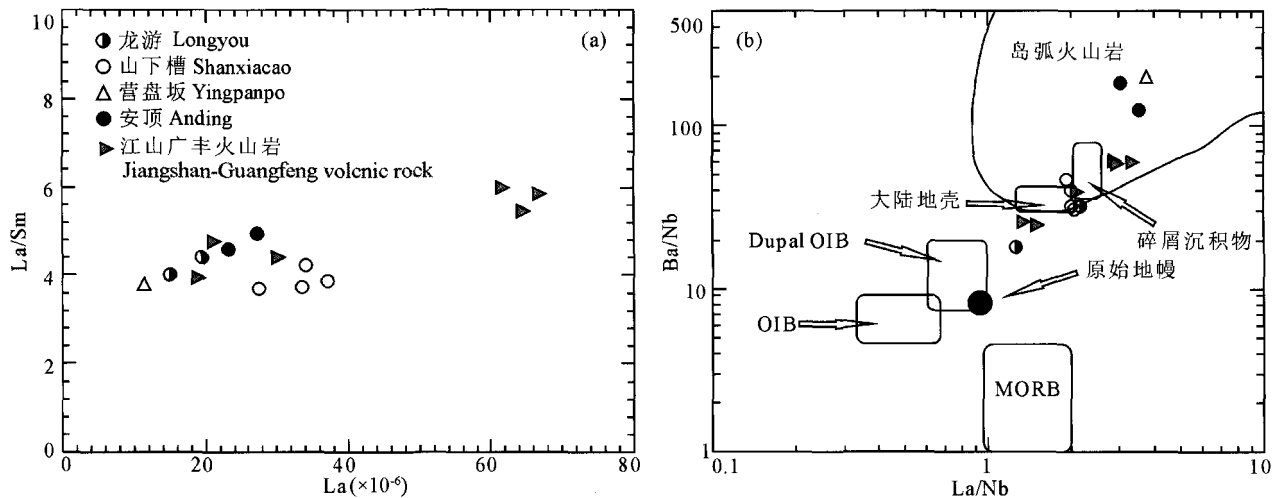 10
8
6
4
2
0
La/Sm
(a)
龙游 Longyou
山下槽 Shanxiacao
营盘坂 Yingpanpo
安顶 Anding
江山广丰火山岩
Jiangshan-Guangfeng volcnic rock
0
20
40
60
80
La(×10-6)
500
100
10
1
Ba/Nb
(b)
岛弧火山岩
大陆地壳
碎屑沉积物
Dupal OIB
原始地幔
OIB
MORB
0.1
1
10
La/Nb